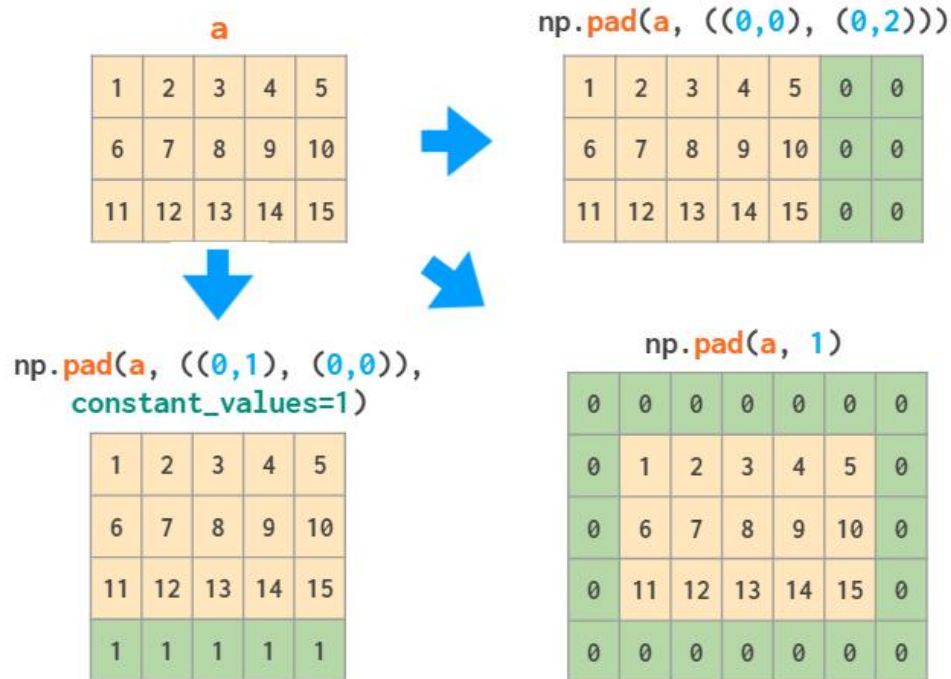 a
1 2 3 4 5
6 7 8 9 10
11 12 13 14 15
np.pad(a, ((0,0), (0,2)))
1 2 3 4 5 0 0
6 7 8 9 10 0 0
11 12 13 14 15 0 0
np.pad(a, ((0,1), (0,0)),
constant_values=1)
1 2 3 4 5
6 7 8 9 10
11 12 13 14 15
1 1 1 1 1
np.pad(a, 1)
0 0 0 0 0 0 0
0 1 2 3 4 5 0
0 6 7 8 9 10 0
0 11 12 13 14 15 0
0 0 0 0 0 0 0